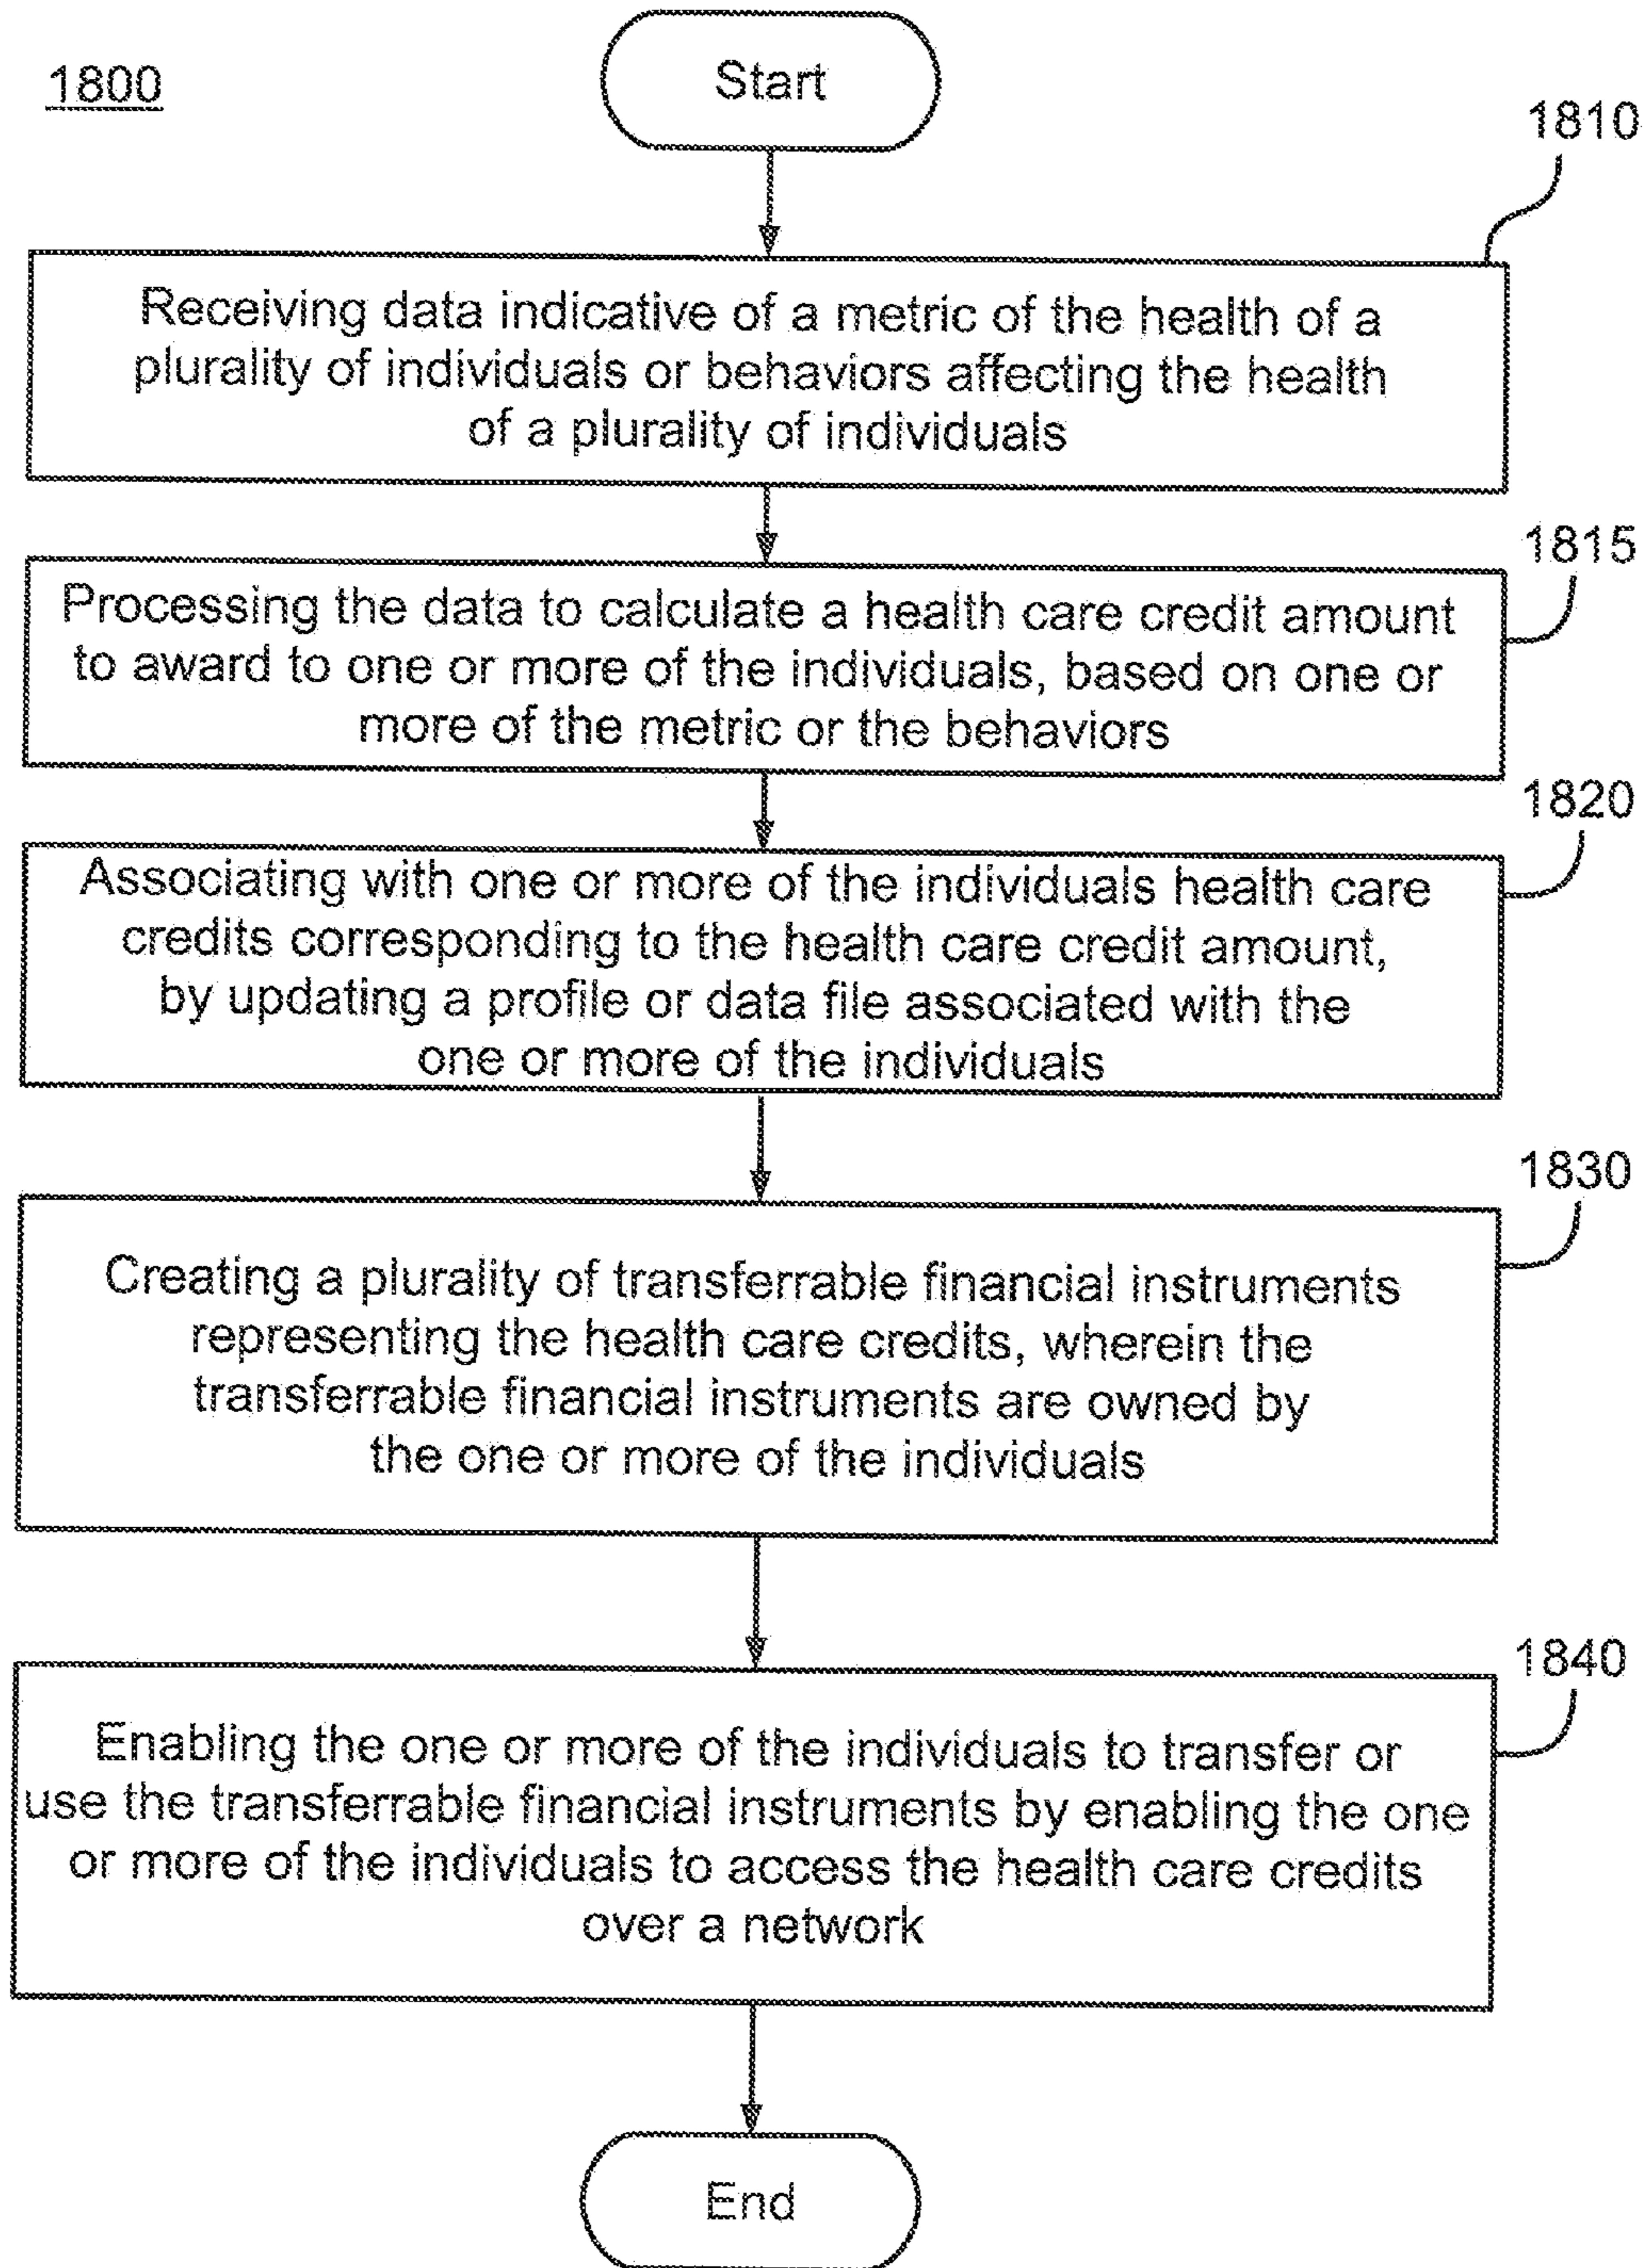 1800
Start
1810
Receiving data indicative of a metric of the health of a
plurality of individuals or behaviors affecting the health
of a plurality of individuals
1815
Processing the data to calculate a health care credit amount
to award to one or more of the individuals, based on one or
more of the metric or the behaviors
1820
Associating with one or more of the individuals health care
credits corresponding to the health care credit amount,
by updating a profile or data file associated with the
one or more of the individuals
1830
Creating a plurality of transferrable financial instruments
representing the health care credits, wherein the
transferrable financial instruments are owned by
the one or more of the individuals
1840
Enabling the one or more of the individuals to transfer or
use the transferrable financial instruments by enabling the one
or more of the individuals to access the health care credits
over a network
End